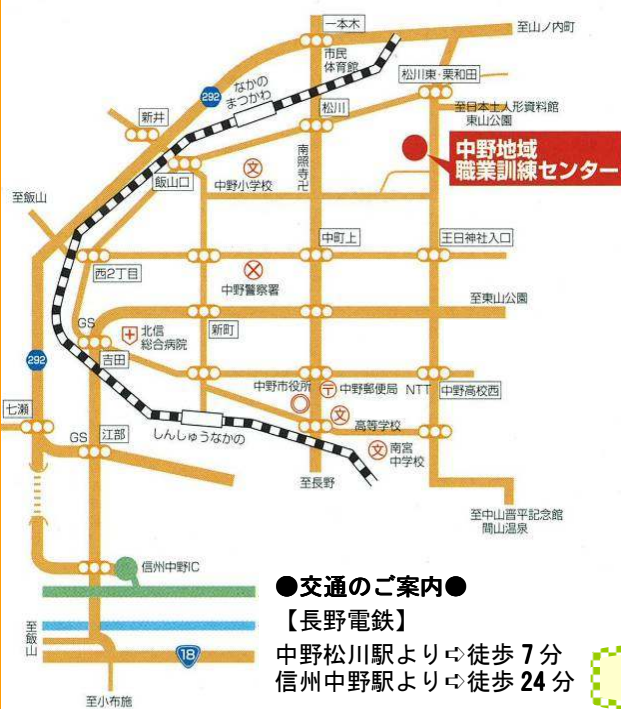 一本木
至山ノ内町
市民
体育館
松川東・栗和田
292
なかの
まつかわ
新井
松川
至日本土人形資料館
東山公園
中野地域
職業訓練センター
南照寺卍
飯山口
文
中野小学校
至飯山
中町上
王日神社入口
西2丁目
中野警察署
至東山公園
GS
北信
総合病院
新町
吉田
292
中野市役所
〒
中野郵便局
NTT
中野高校西
七瀬
文
高等学校
GS
江部
しんしゅうなかの
文
南宮
中学校
至長野
至中山晋平記念館
間山温泉
信州中野IC
●交通のご案内●
【長野電鉄】
至飯山
18
中野松川駅より⇨徒歩 7 分
信州中野駅より⇨徒歩 24 分
至小布施